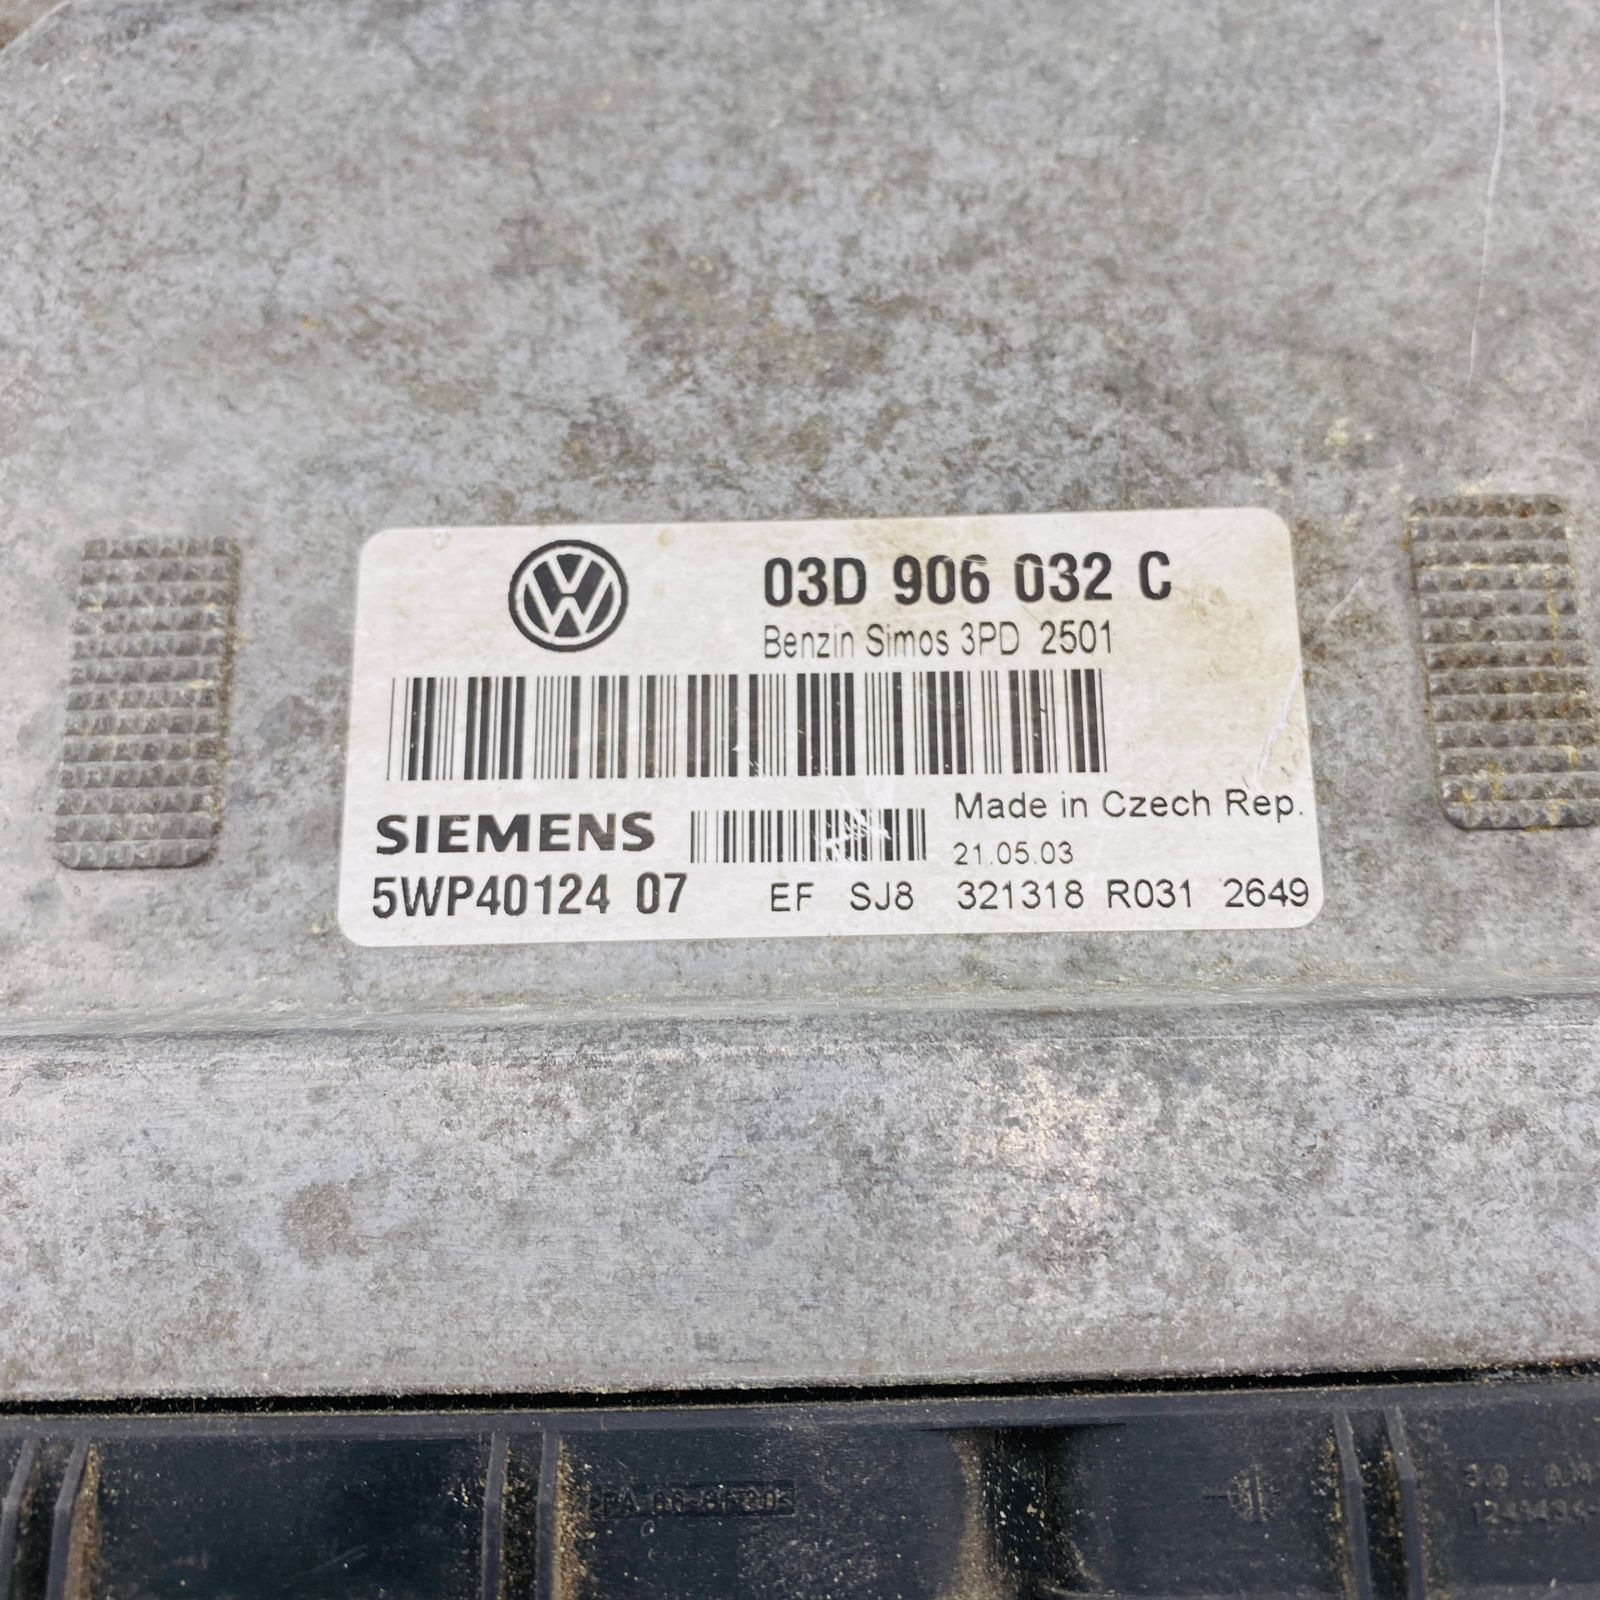 03D 906 032 C
Benzin Simos 3PD 2501
SIEMENS
Made in Czech Rep.
21.05.03
5WP40124 07 EF SJ8 321318 R031 2649